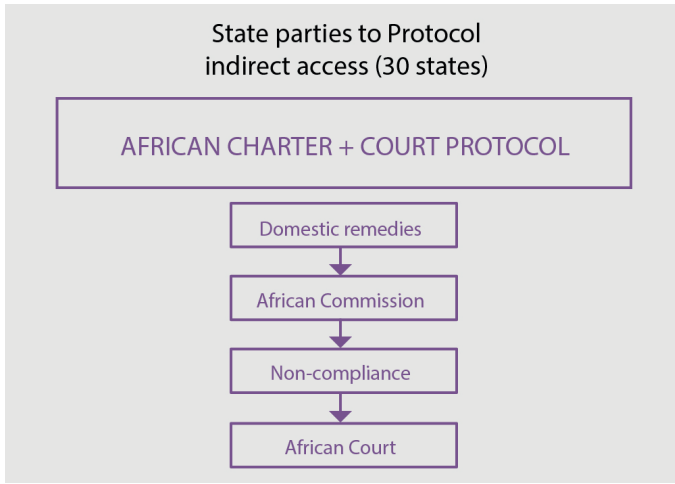 State parties to Protocol
indirect access (30 states)
AFRICAN CHARTER + COURT PROTOCOL
Domestic remedies
African Commission
Non-compliance
African Court